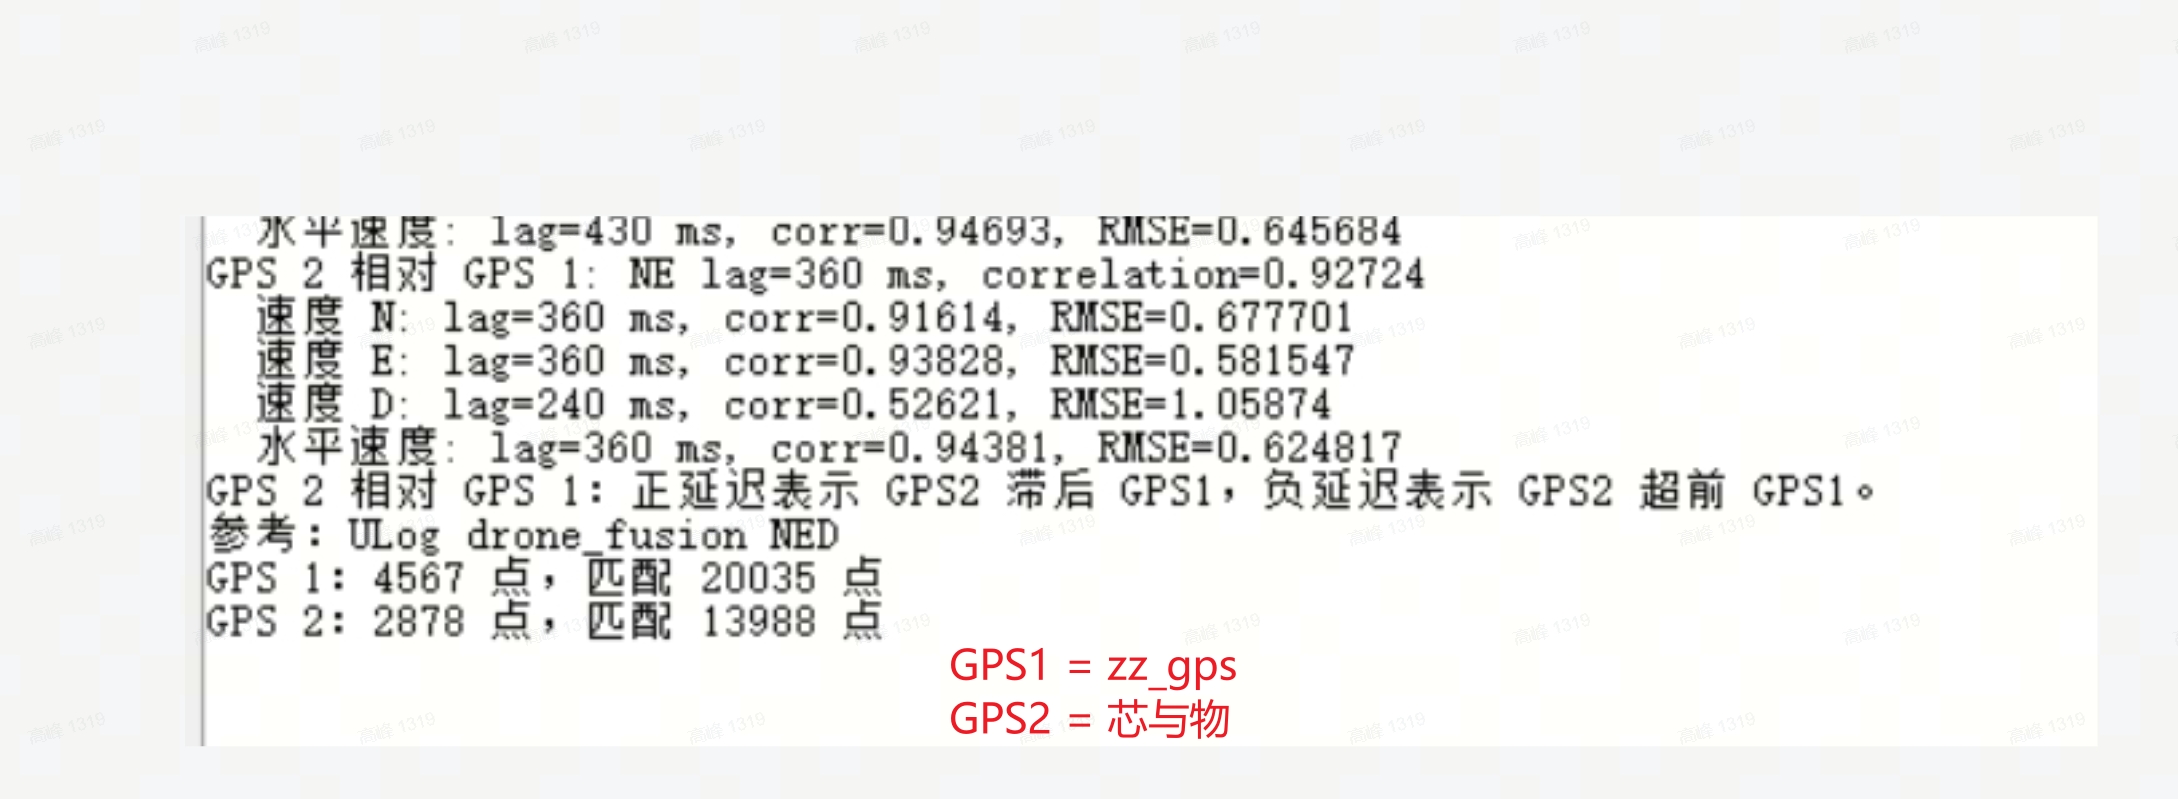 水平速度: lag=430 ms, corr=0.94693, RMSE=0.645684
GPS 2 相对 GPS 1: NE lag=360 ms, correlation=0.92724
速度 N: lag=360 ms, corr=0.91614, RMSE=0.677701
速度 E: lag=360 ms, corr=0.93828, RMSE=0.581547
速度 D: lag=240 ms, corr=0.52621, RMSE=1.05874
水平速度: lag=360 ms, corr=0.94381, RMSE=0.624817
GPS 2 相对 GPS 1: 正延迟表示 GPS2 滞后 GPS1，负延迟表示 GPS2 超前 GPS1。
参考: ULog drone_fusion NED
GPS 1: 4567 点，匹配 20035 点
GPS 2: 2878 点，匹配 13988 点
GPS1 = zz_gps
GPS2 = 芯与物
高峰 1319